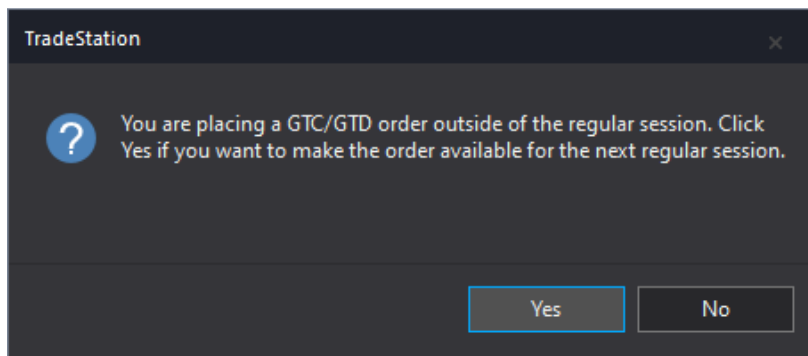 TradeStation
You are placing a GTC/GTD order outside of the regular session. Click
Yes if you want to make the order available for the next regular session.
Yes
No